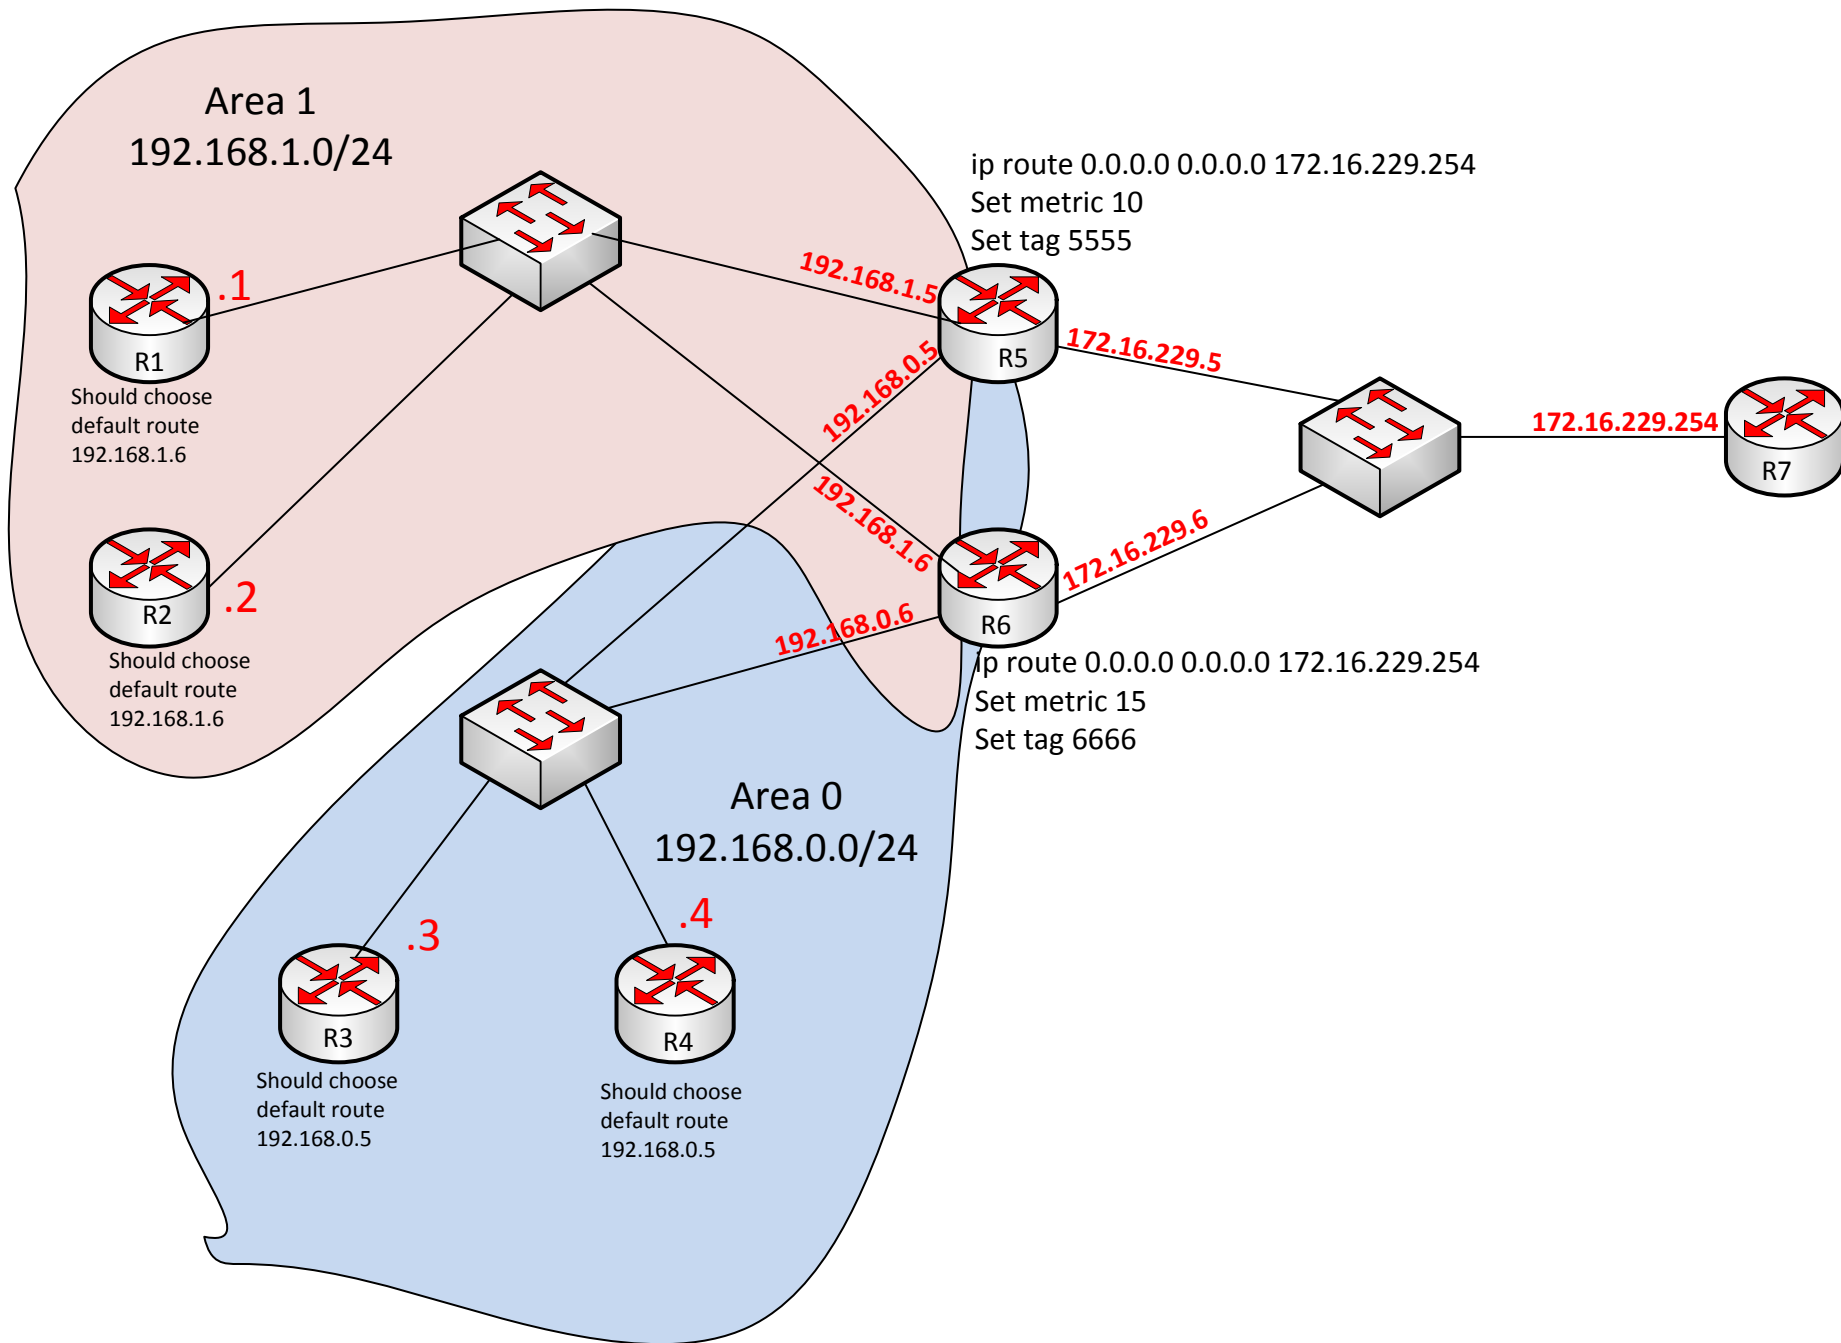 Area 1
192.168.1.0/24
ip route 0.0.0.0 0.0.0.0 172.16.229.254
Set metric 10
Set tag 5555
.1
R1
Should choose
default route
192.168.1.6
192.168.1.5
192.168.0.5
R5
172.16.229.5
172.16.229.254
R7
.2
R2
Should choose
default route
192.168.1.6
192.168.1.6
192.168.0.6
R6
172.16.229.6
ip route 0.0.0.0 0.0.0.0 172.16.229.254
Set metric 15
Set tag 6666
Area 0
192.168.0.0/24
.3
R3
Should choose
default route
192.168.0.5
.4
R4
Should choose
default route
192.168.0.5